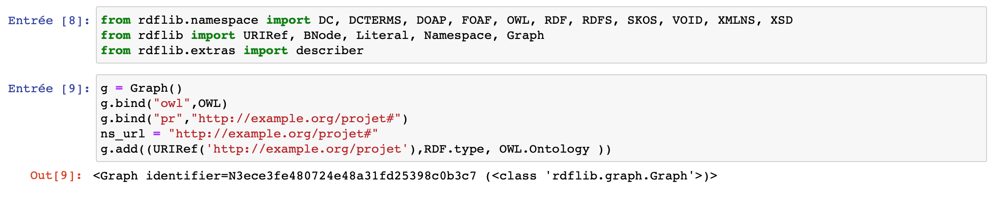 Entrée [8]: from rdflib.namespace import DC, DCTERMS, DOAP, FOAF, OWL, RDF, RDFS, SKOS, VOID, XMLNS, XSD
from rdflib import URIRef, BNode, Literal, Namespace, Graph
from rdflib.extras import describer
Entrée [9]: g = Graph()
g.bind("owl",OWL)
g.bind("pr","http://example.org/projet#")
ns_url = "http://example.org/projet#"
g.add((URIRef('http://example.org/projet'),RDF.type, OWL.Ontology ))
Out[9]: <Graph identifier=N3ece3fe480724e48a31fd25398c0b3c7 (<class 'rdflib.graph.Graph'>)>